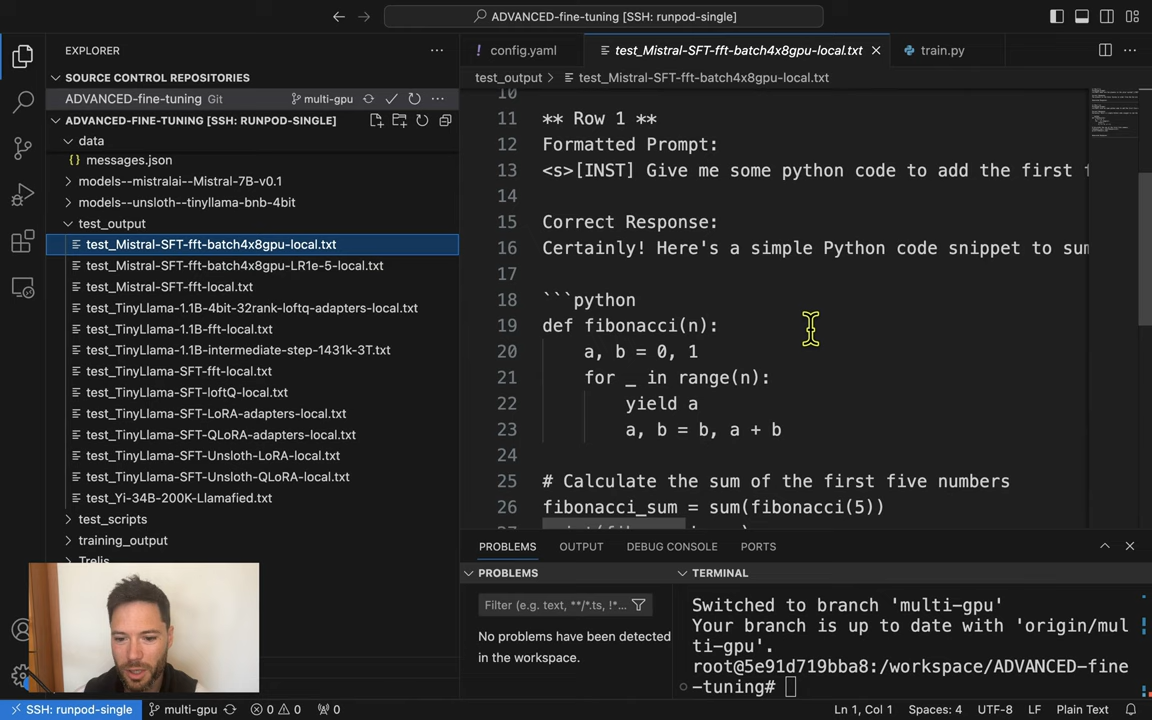 ADVANCED-fine-tuning [SSH: runpod-single]
EXPLORER
SOURCE CONTROL REPOSITORIES
ADVANCED-fine-tuning Git
multi-gpu
ADVANCED-FINE-TUNING [SSH: RUNPOD-SINGLE]
data
{} messages.json
models--mistralai--Mistral-7B-v0.1
models--unsloth--tinyllama-bnb-4bit
test_output
test_Mistral-SFT-fft-batch4x8gpu-local.txt
test_Mistral-SFT-fft-batch4x8gpu-LR1e-5-local.txt
test_Mistral-SFT-fft-local.txt
test_TinyLlama-1.1B-4bit-32rank-loftq-adapters-local.txt
test_TinyLlama-1.1B-fft-local.txt
test_TinyLlama-1.1B-intermediate-step-1431k-3T.txt
test_TinyLlama-SFT-fft-local.txt
test_TinyLlama-SFT-loftQ-local.txt
test_TinyLlama-SFT-LoRA-adapters-local.txt
test_TinyLlama-SFT-QLoRA-adapters-local.txt
test_TinyLlama-SFT-Unsloth-LoRA-local.txt
test_TinyLlama-SFT-Unsloth-QLoRA-local.txt
test_Yi-34B-200K-Llamafied.txt
test_scripts
training_output
Trelis
! config.yaml
test_Mistral-SFT-fft-batch4x8gpu-local.txt
train.py
test_output > test_Mistral-SFT-fft-batch4x8gpu-local.txt
10
11 ** Row 1 **
12 Formatted Prompt:
13 <s>[INST] Give me some python code to add the first f
14
15 Correct Response:
16 Certainly! Here's a simple Python code snippet to sum
17
18 ```python
19 def fibonacci(n):
20 a, b = 0, 1
21 for _ in range(n):
22 yield a
23 a, b = b, a + b
24
25 # Calculate the sum of the first five numbers
26 fibonacci_sum = sum(fibonacci(5))
PROBLEMS OUTPUT DEBUG CONSOLE PORTS
PROBLEMS
Filter (e.g. text, **/*.ts, !*...
No problems have been detected
in the workspace.
TERMINAL
Switched to branch 'multi-gpu'
Your branch is up to date with 'origin/mul
ti-gpu'.
root@5e91d719bba8:/workspace/ADVANCED-fine
-tuning#
SSH: runpod-single multi-gpu 0 0 0 Ln 1, Col 1 Spaces: 4 UTF-8 LF Plain Text